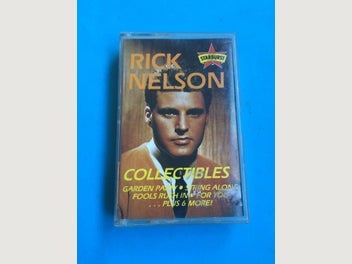 RICK
NELSON
STARBURST
COLLECTIBLES
GARDEN PARTY • STRING ALONG
FOOLS RUSH IN • FOR YOU
. . . PLUS 6 MORE!